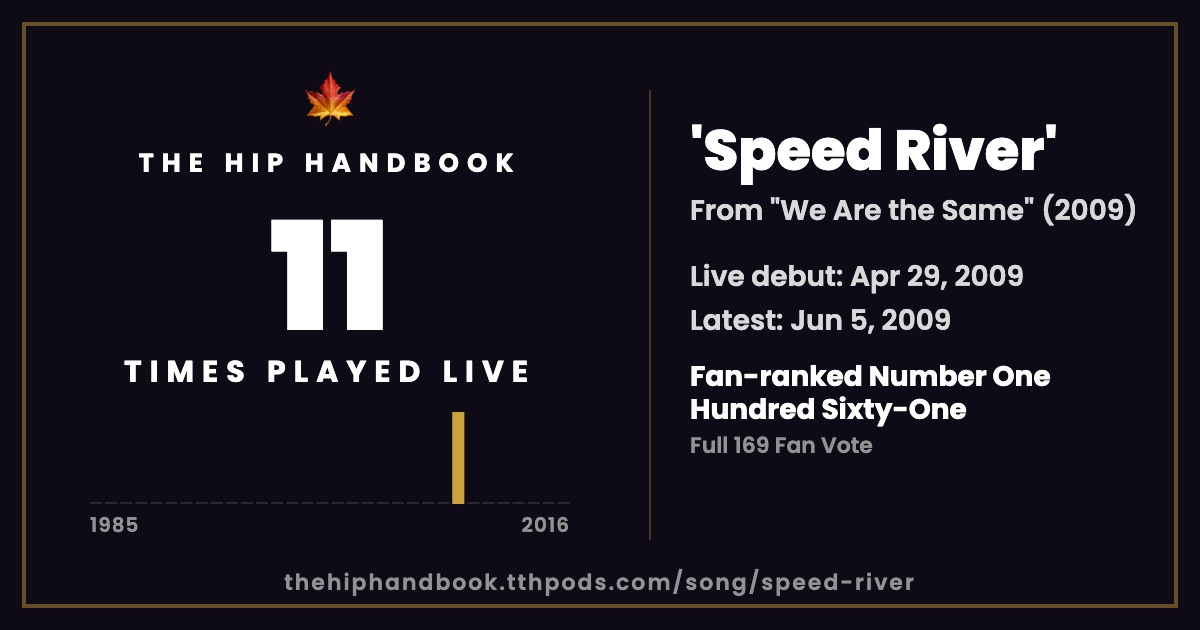 THE HIP HANDBOOK
11
TIMES PLAYED LIVE
1985
2016
'Speed River'
From "We Are the Same" (2009)
Live debut: Apr 29, 2009
Latest: Jun 5, 2009
Fan-ranked Number One
Hundred Sixty-One
Full 169 Fan Vote
thehiphandbook.tthpods.com/song/speed-river